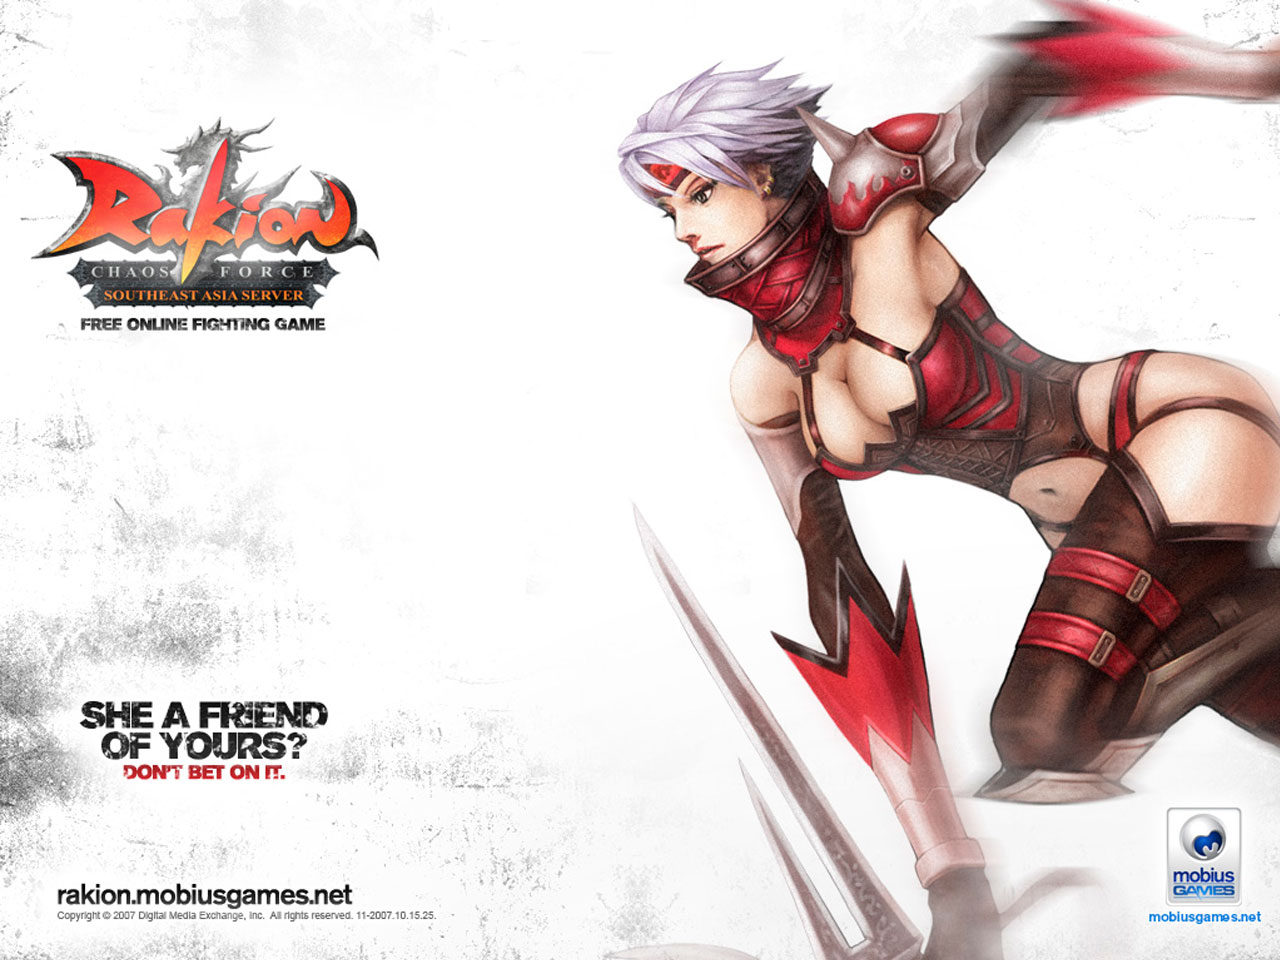 Rakion
CHAOS FORCE
SOUTHEAST ASIA SERVER
FREE ONLINE FIGHTING GAME
SHE A FRIEND
OF YOURS?
DON'T BET ON IT.
rakion.mobiusgames.net
Copyright © 2007 Digital Media Exchange, Inc. All rights reserved. 11-2007.10.15.25.
mobius
GAMES
mobiusgames.net